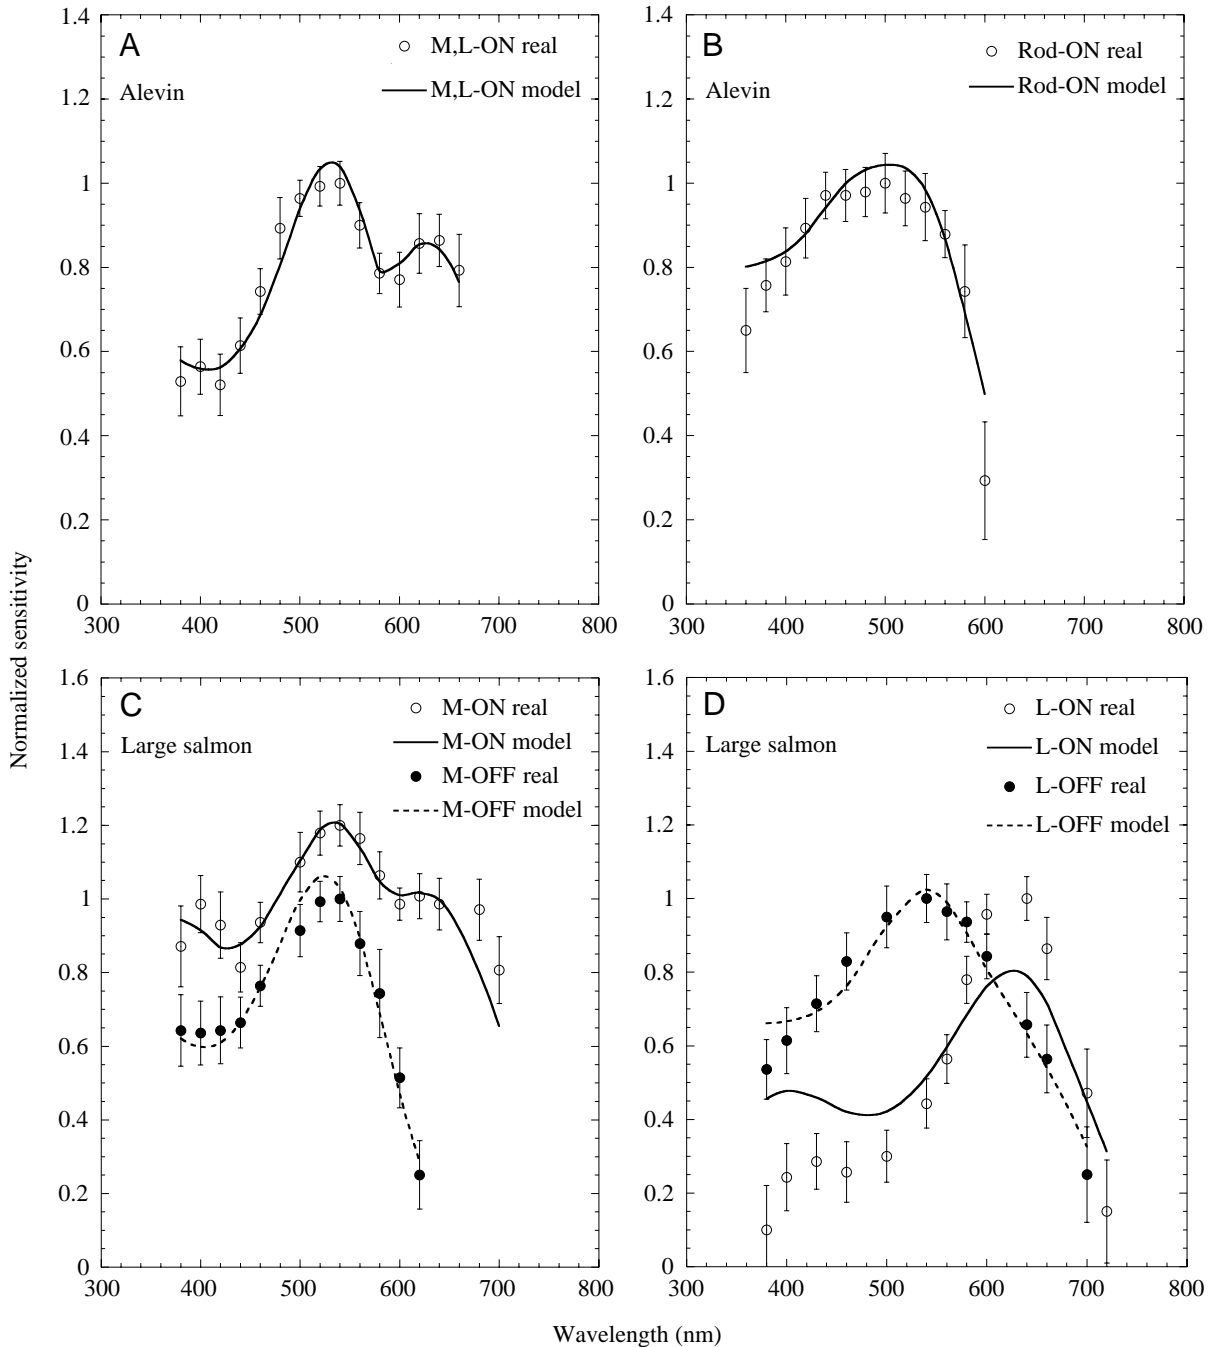 A
Alevin
M,L-ON real
M,L-ON model
1.4
1.2
1
0.8
0.6
0.4
0.2
0
300 400 500 600 700 800
B
Alevin
Rod-ON real
Rod-ON model
1.4
1.2
1
0.8
0.6
0.4
0.2
0
300 400 500 600 700 800
Normalized sensitivity
C
Large salmon
M-ON real
M-ON model
M-OFF real
M-OFF model
1.6
1.4
1.2
1
0.8
0.6
0.4
0.2
0
300 400 500 600 700 800
D
Large salmon
L-ON real
L-ON model
L-OFF real
L-OFF model
1.6
1.4
1.2
1
0.8
0.6
0.4
0.2
0
300 400 500 600 700 800
Wavelength (nm)